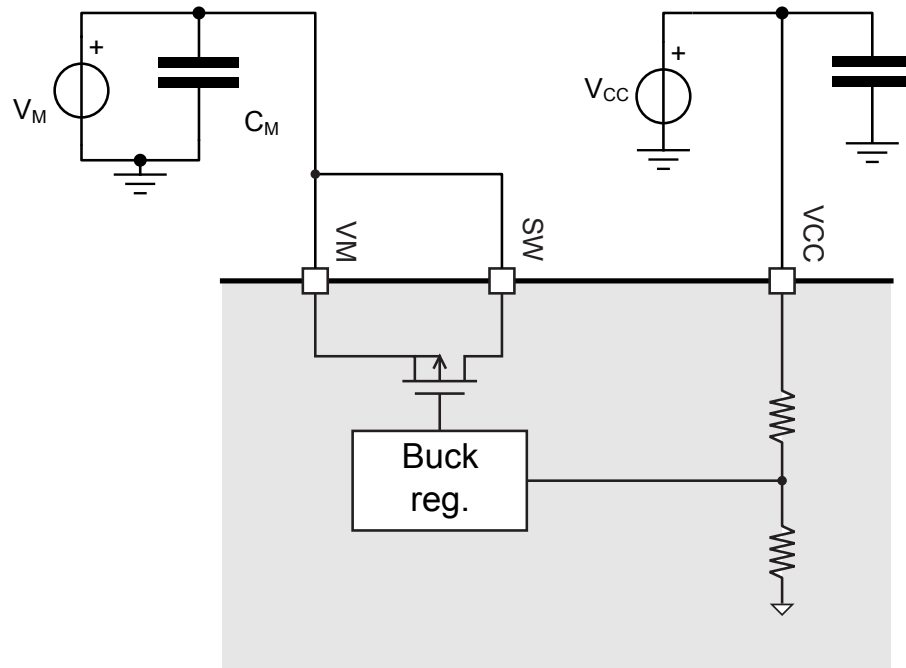 +
+
V_M
C_M
V_CC
VM
SW
VCC
Buck
reg.